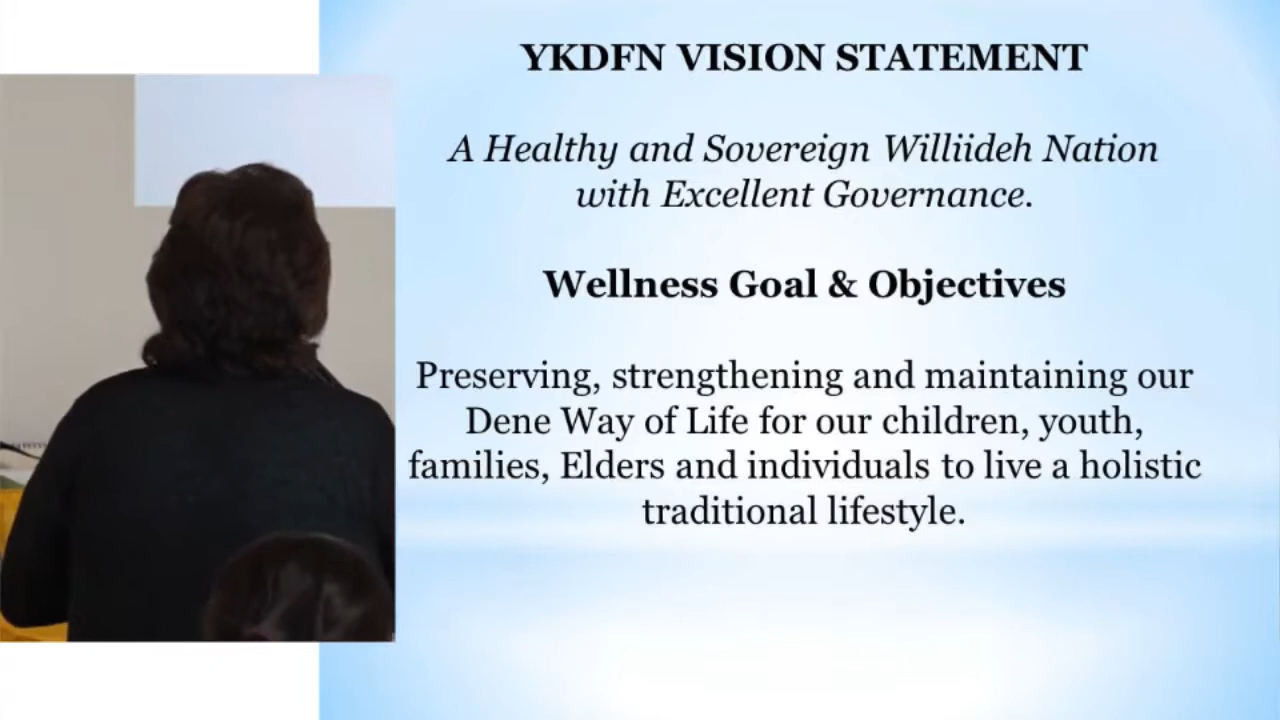 YKDFN VISION STATEMENT
A Healthy and Sovereign Williideh Nation
with Excellent Governance.
Wellness Goal & Objectives
Preserving, strengthening and maintaining our
Dene Way of Life for our children, youth,
families, Elders and individuals to live a holistic
traditional lifestyle.